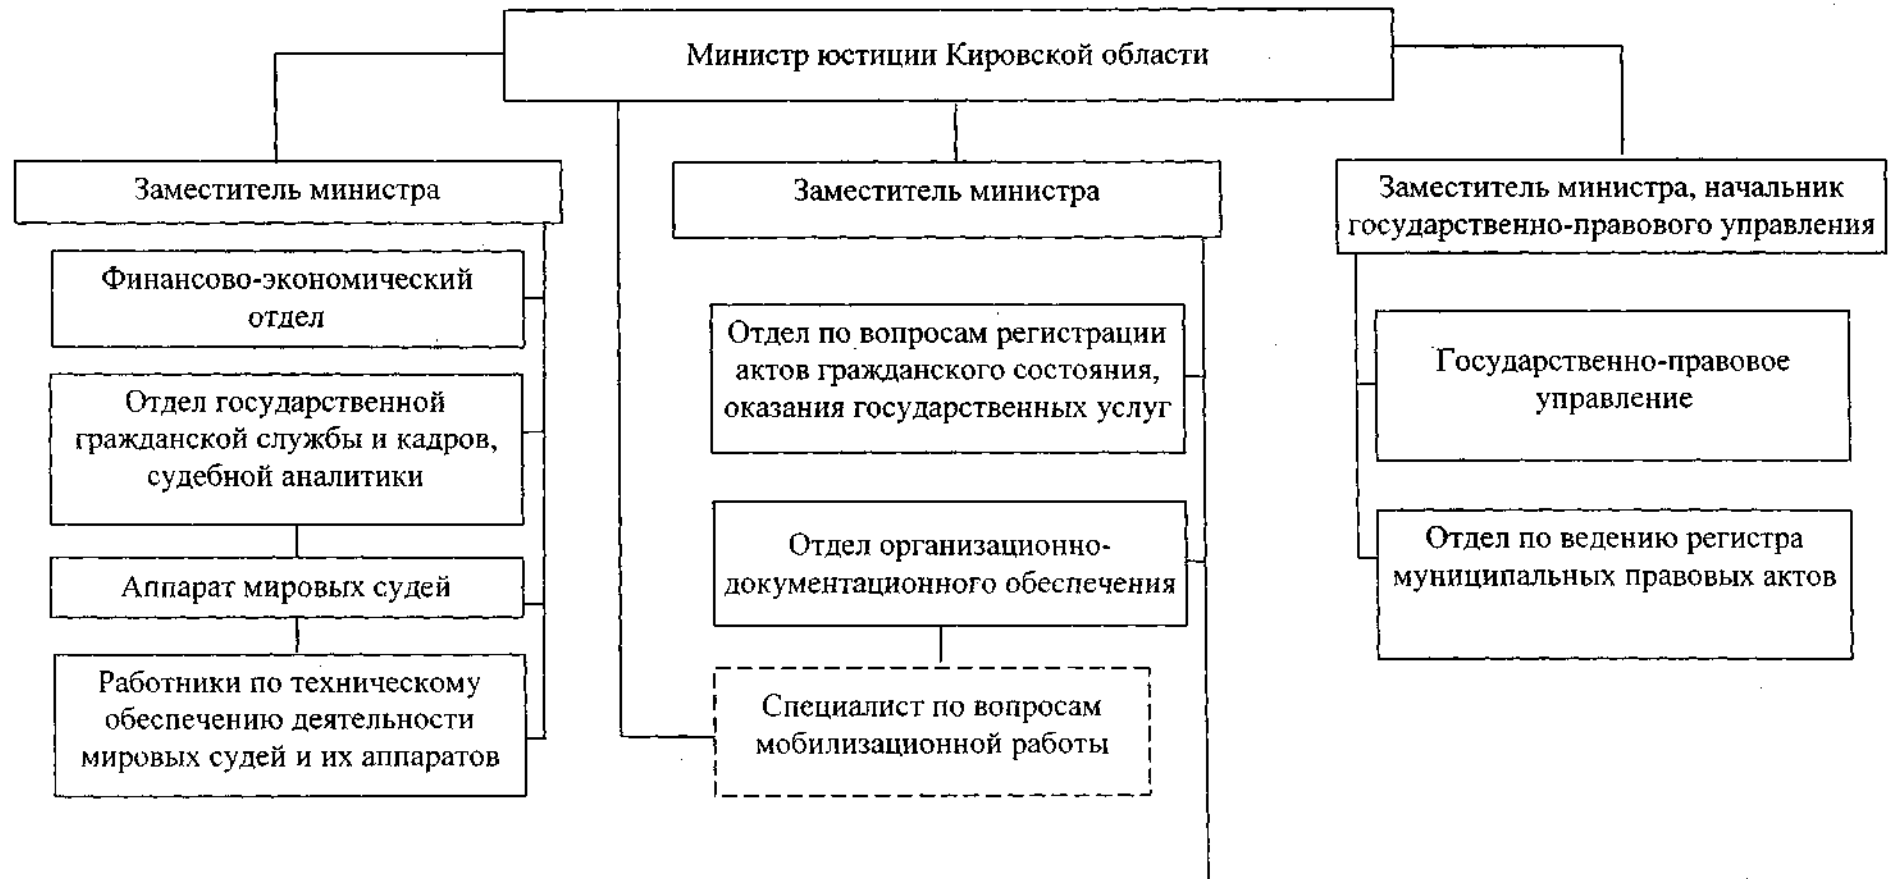 Министр юстиции Кировской области
Заместитель министра
Финансово-экономический
отдел
Отдел государственной
гражданской службы и кадров,
судебной аналитики
Аппарат мировых судей
Работники по техническому
обеспечению деятельности
мировых судей и их аппаратов
Заместитель министра
Отдел по вопросам регистрации
актов гражданского состояния,
оказания государственных услуг
Отдел организационно-
документационного обеспечения
Специалист по вопросам
мобилизационной работы
Заместитель министра, начальник
государственно-правового управления
Государственно-правовое
управление
Отдел по ведению регистра
муниципальных правовых актов